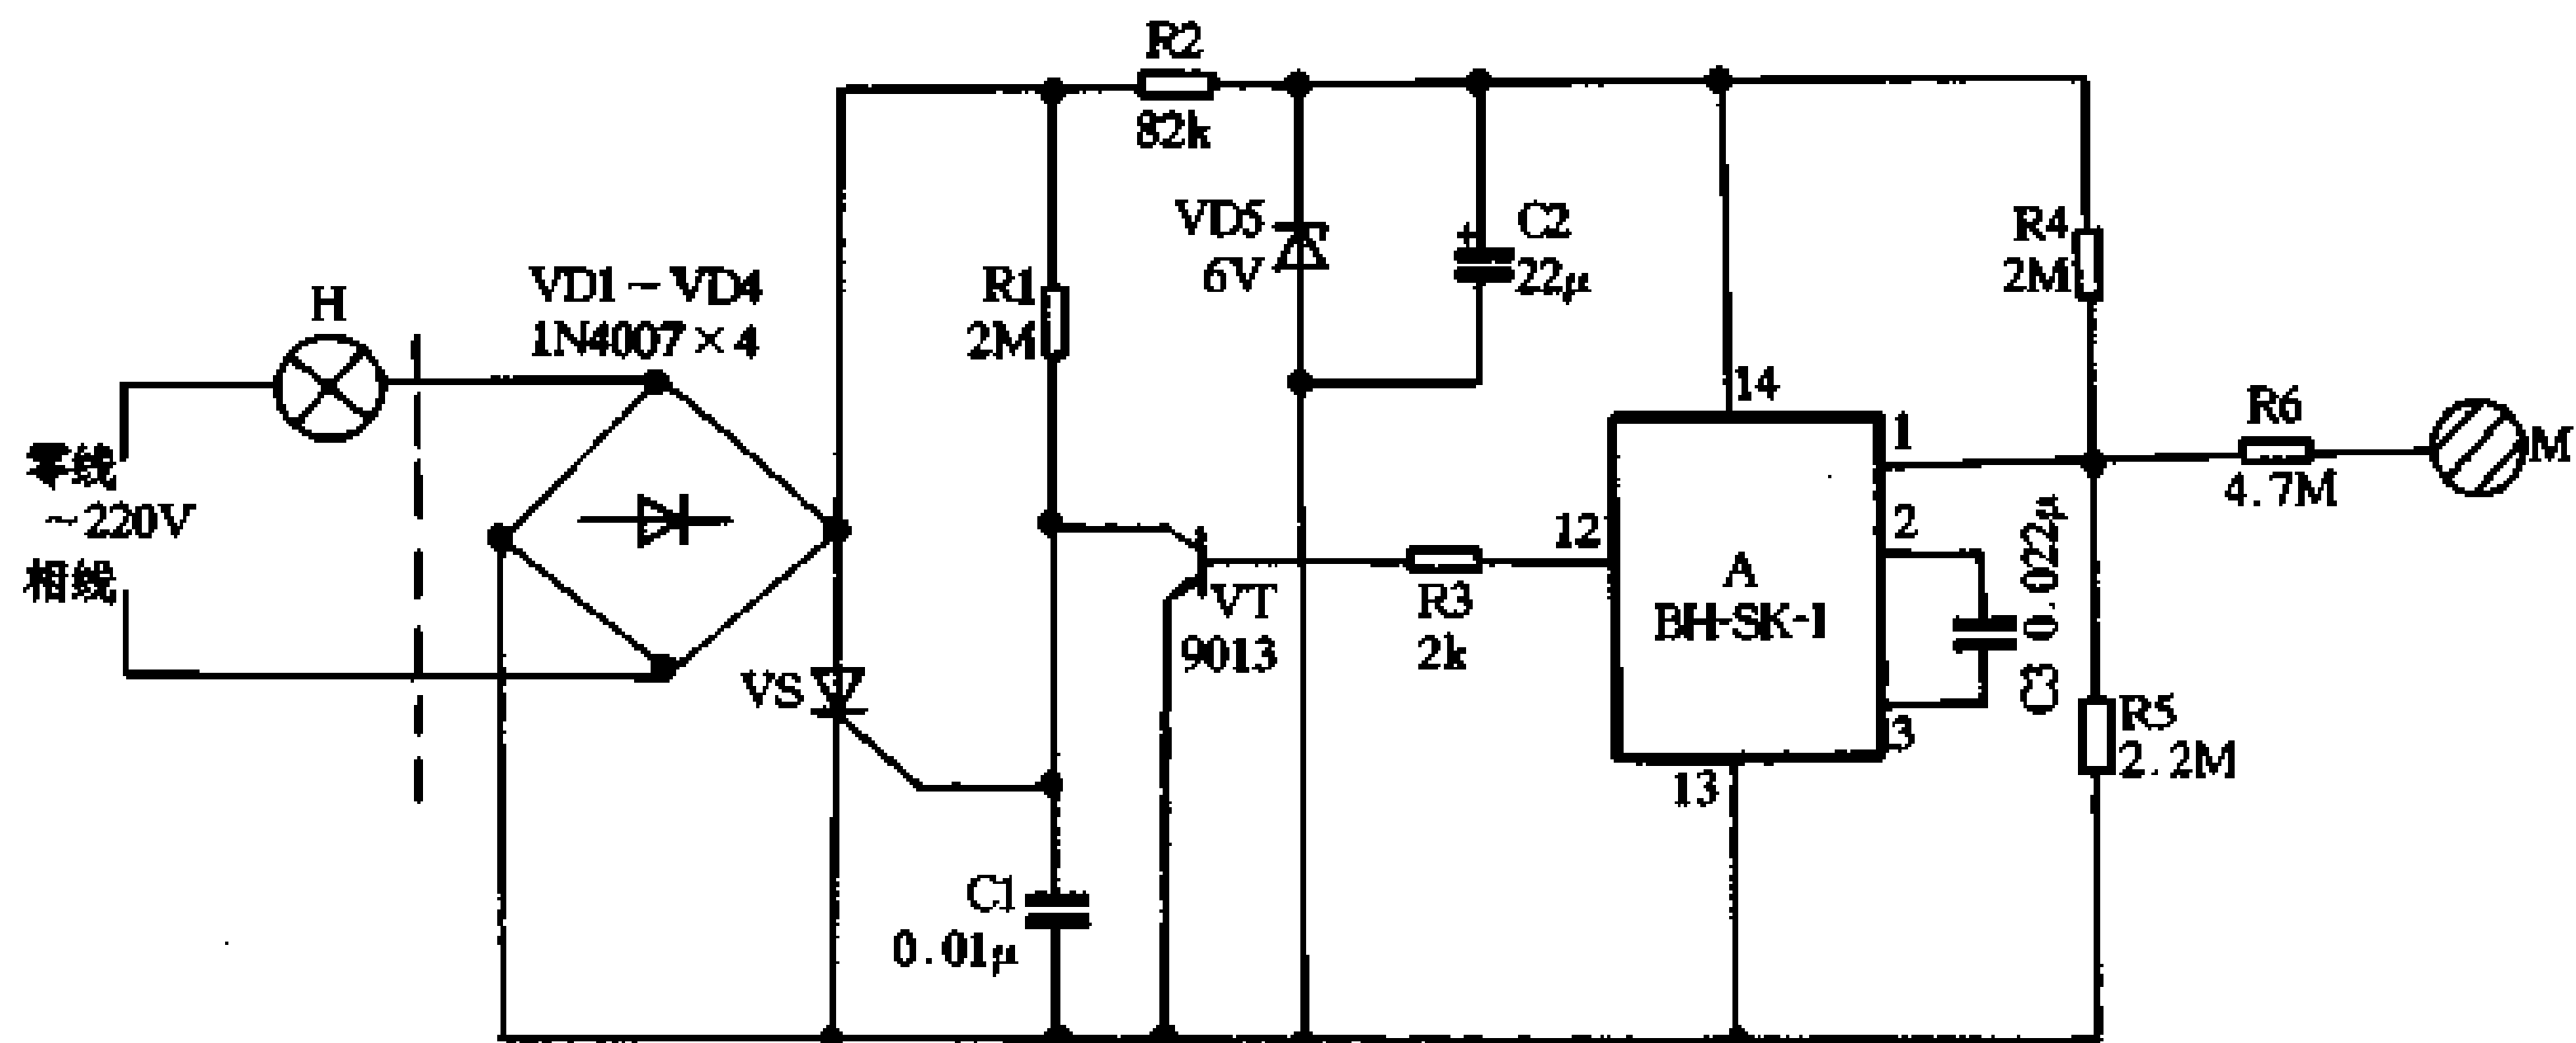 R2
82k
VD5
6V
C2
+
22μ
R4
2M
VD1~VD4
1N4007×4
H
R1
2M
零线
~220V
相线
14
1
2
3
12
13
A
BH-SK-1
R6
4.7M
M
C3 0.022μ
VT
9013
R3
2k
VS
R5
2.2M
C1
0.01μ